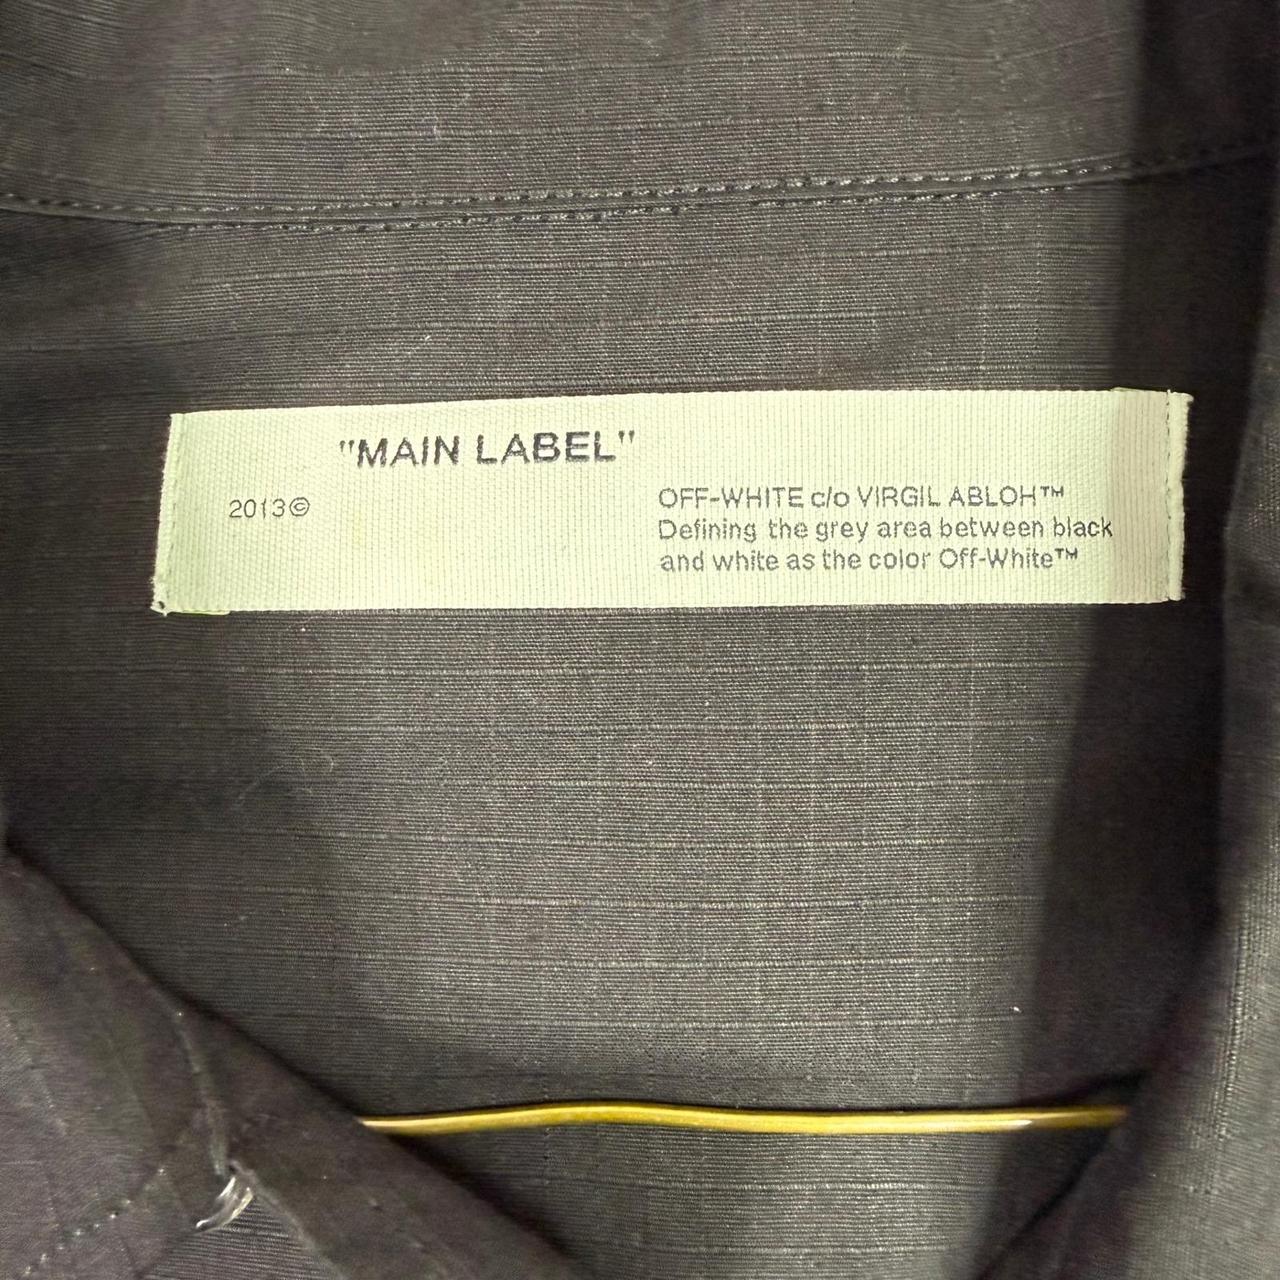 "MAIN LABEL"
2013©
OFF-WHITE c/o VIRGIL ABLOH™
Defining the grey area between black
and white as the color Off-White™